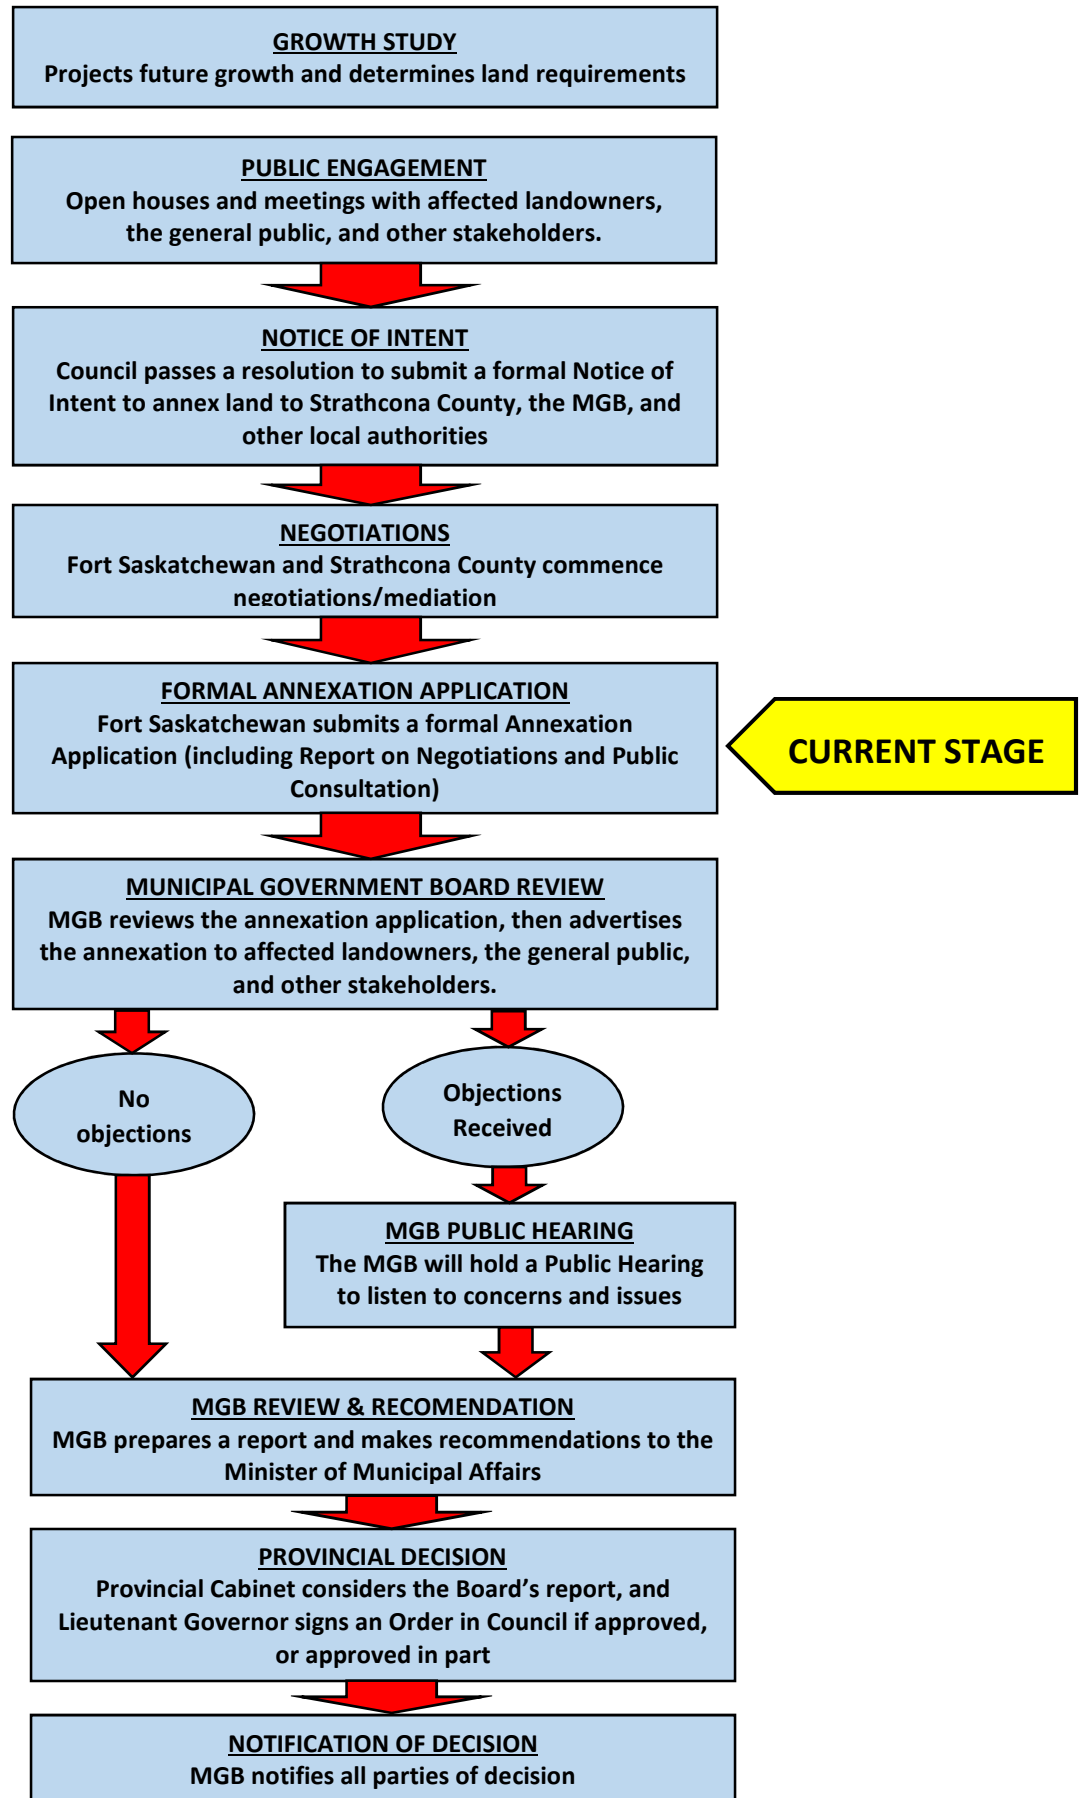 GROWTH STUDY
Projects future growth and determines land requirements
PUBLIC ENGAGEMENT
Open houses and meetings with affected landowners,
the general public, and other stakeholders.
NOTICE OF INTENT
Council passes a resolution to submit a formal Notice of
Intent to annex land to Strathcona County, the MGB, and
other local authorities
NEGOTIATIONS
Fort Saskatchewan and Strathcona County commence
negotiations/mediation
FORMAL ANNEXATION APPLICATION
Fort Saskatchewan submits a formal Annexation
Application (including Report on Negotiations and Public
Consultation)
CURRENT STAGE
MUNICIPAL GOVERNMENT BOARD REVIEW
MGB reviews the annexation application, then advertises
the annexation to affected landowners, the general public,
and other stakeholders.
No
objections
Objections
Received
MGB PUBLIC HEARING
The MGB will hold a Public Hearing
to listen to concerns and issues
MGB REVIEW & RECOMENDATION
MGB prepares a report and makes recommendations to the
Minister of Municipal Affairs
PROVINCIAL DECISION
Provincial Cabinet considers the Board’s report, and
Lieutenant Governor signs an Order in Council if approved,
or approved in part
NOTIFICATION OF DECISION
MGB notifies all parties of decision